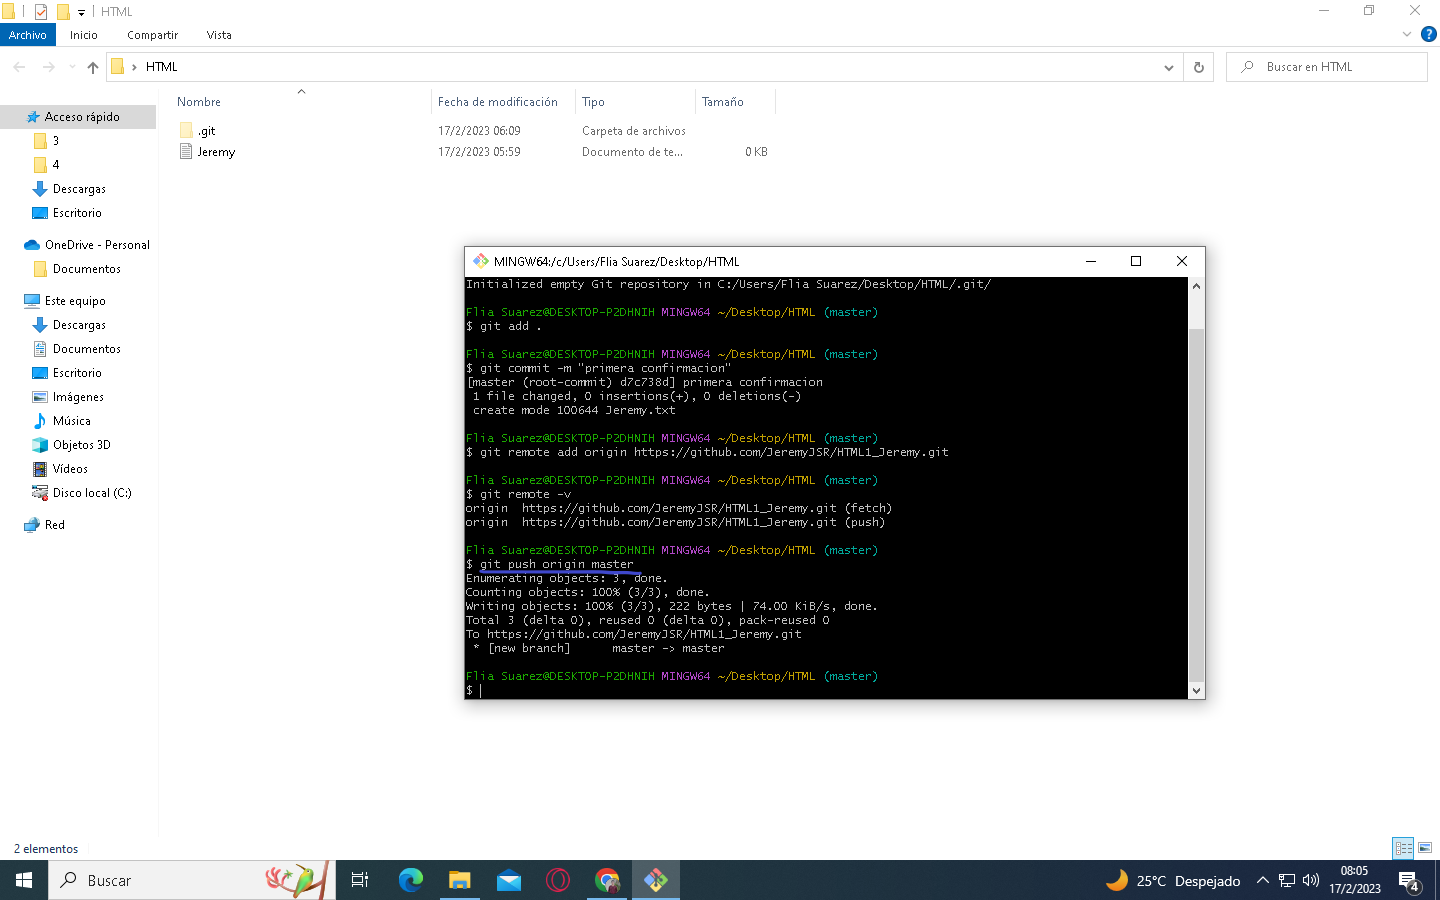 HTML
Archivo Inicio Compartir Vista
HTML
Buscar en HTML
Nombre Fecha de modificación Tipo Tamaño
.git 17/2/2023 06:09 Carpeta de archivos
Jeremy 17/2/2023 05:59 Documento de te... 0 KB
Acceso rápido
3
4
Descargas
Escritorio
OneDrive - Personal
Documentos
Este equipo
Descargas
Documentos
Escritorio
Imágenes
Música
Objetos 3D
Vídeos
Disco local (C:)
Red
MINGW64:/c/Users/Flia Suarez/Desktop/HTML
Initialized empty Git repository in C:/Users/Flia Suarez/Desktop/HTML/.git/
Flia Suarez@DESKTOP-P2DHNIH MINGW64 ~/Desktop/HTML (master)
$ git add .
Flia Suarez@DESKTOP-P2DHNIH MINGW64 ~/Desktop/HTML (master)
$ git commit -m "primera confirmacion"
[master (root-commit) d7c738d] primera confirmacion
1 file changed, 0 insertions(+), 0 deletions(-)
create mode 100644 Jeremy.txt
Flia Suarez@DESKTOP-P2DHNIH MINGW64 ~/Desktop/HTML (master)
$ git remote add origin https://github.com/JeremyJSR/HTML1_Jeremy.git
Flia Suarez@DESKTOP-P2DHNIH MINGW64 ~/Desktop/HTML (master)
$ git remote -v
origin https://github.com/JeremyJSR/HTML1_Jeremy.git (fetch)
origin https://github.com/JeremyJSR/HTML1_Jeremy.git (push)
Flia Suarez@DESKTOP-P2DHNIH MINGW64 ~/Desktop/HTML (master)
$ git push origin master
Enumerating objects: 3, done.
Counting objects: 100% (3/3), done.
Writing objects: 100% (3/3), 222 bytes | 74.00 KiB/s, done.
Total 3 (delta 0), reused 0 (delta 0), pack-reused 0
To https://github.com/JeremyJSR/HTML1_Jeremy.git
* [new branch] master -> master
Flia Suarez@DESKTOP-P2DHNIH MINGW64 ~/Desktop/HTML (master)
$
2 elementos
Buscar
25°C Despejado
08:05
17/2/2023
4